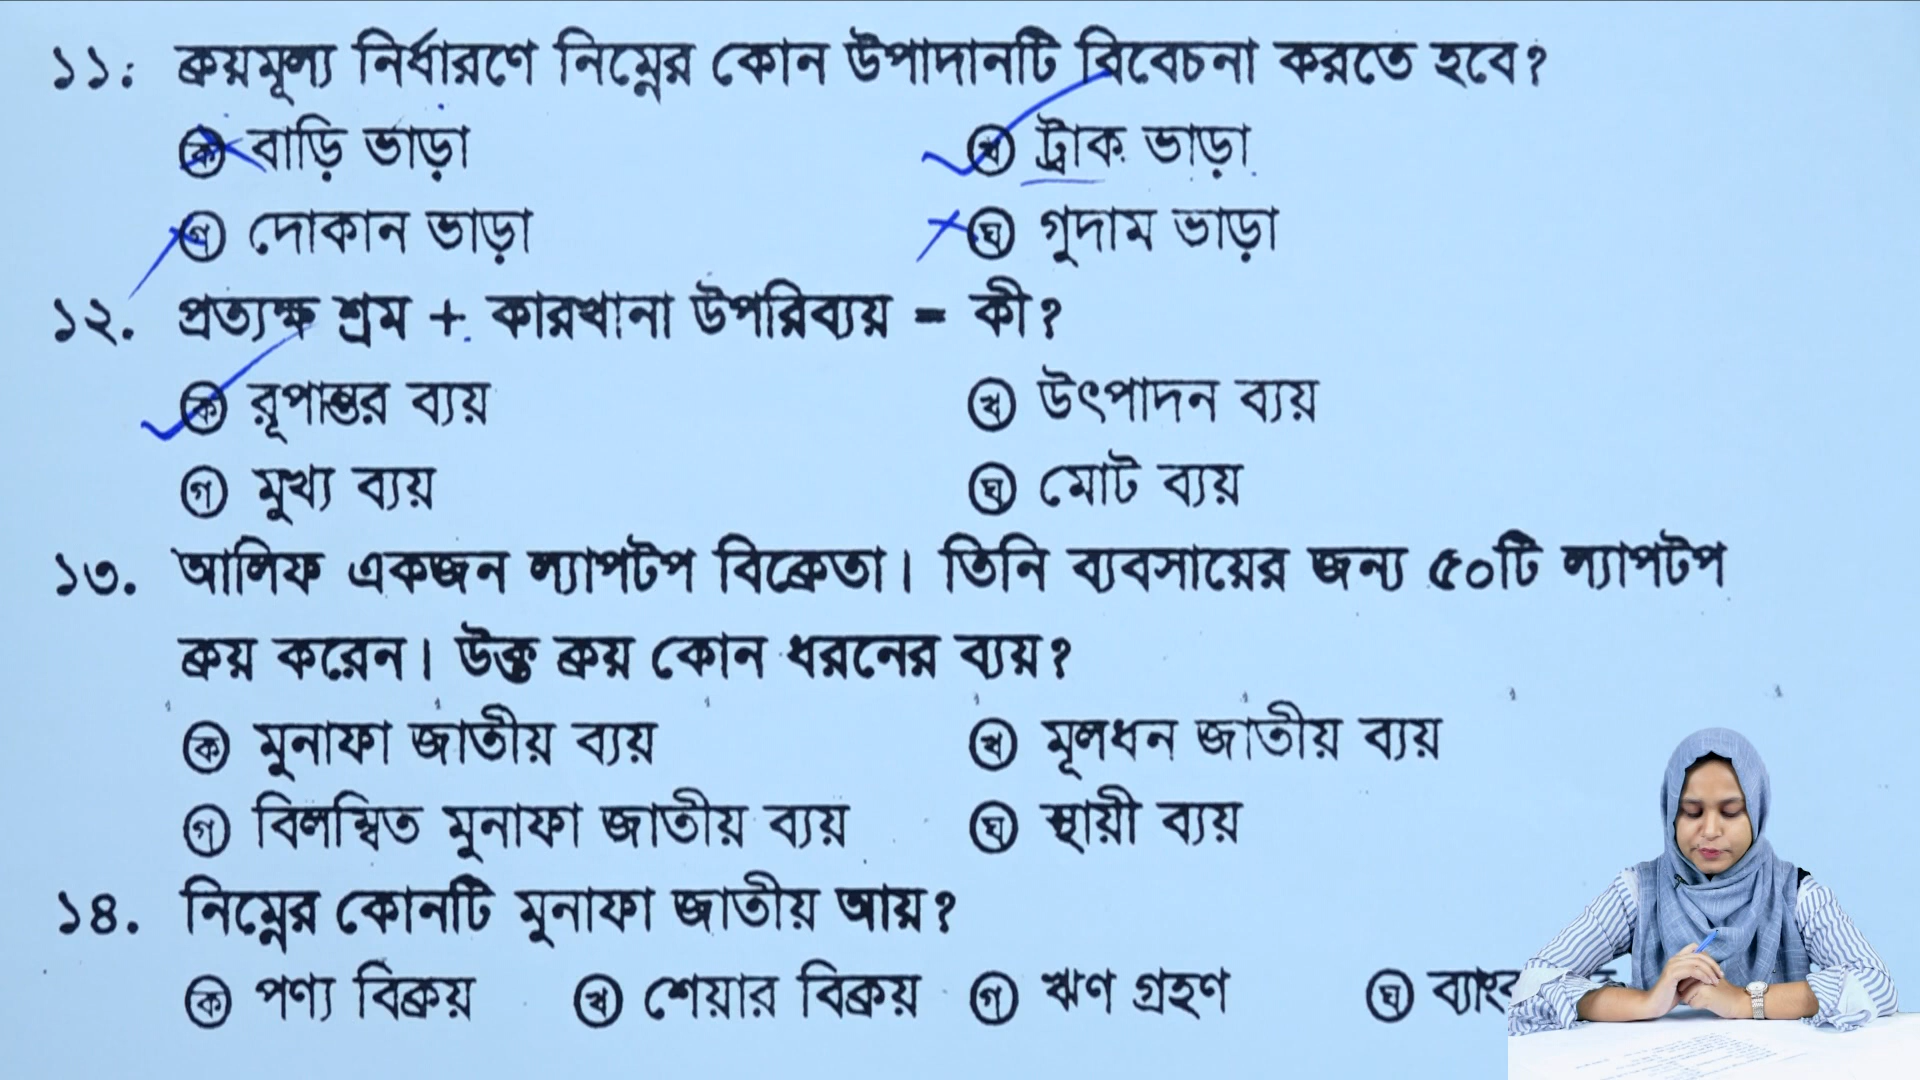 ১১. ক্রয়মূল্য নির্ধারণে নিম্নের কোন উপাদানটি বিবেচনা করতে হবে?
ক বাড়ি ভাড়া খ ট্রাক ভাড়া
গ দোকান ভাড়া ঘ গুদাম ভাড়া
১২. প্রত্যক্ষ শ্রম + কারখানা উপরিব্যয় = কী?
ক রূপান্তর ব্যয় খ উৎপাদন ব্যয়
গ মুখ্য ব্যয় ঘ মোট ব্যয়
১৩. আলিফ একজন ল্যাপটপ বিক্রেতা। তিনি ব্যবসায়ের জন্য ৫০টি ল্যাপটপ
ক্রয় করেন। উক্ত ক্রয় কোন ধরনের ব্যয়?
ক মুনাফা জাতীয় ব্যয় খ মূলধন জাতীয় ব্যয়
গ বিলম্বিত মুনাফা জাতীয় ব্যয় ঘ স্থায়ী ব্যয়
১৪. নিম্নের কোনটি মুনাফা জাতীয় আয়?
ক পণ্য বিক্রয় খ শেয়ার বিক্রয় গ ঋণ গ্রহণ ঘ